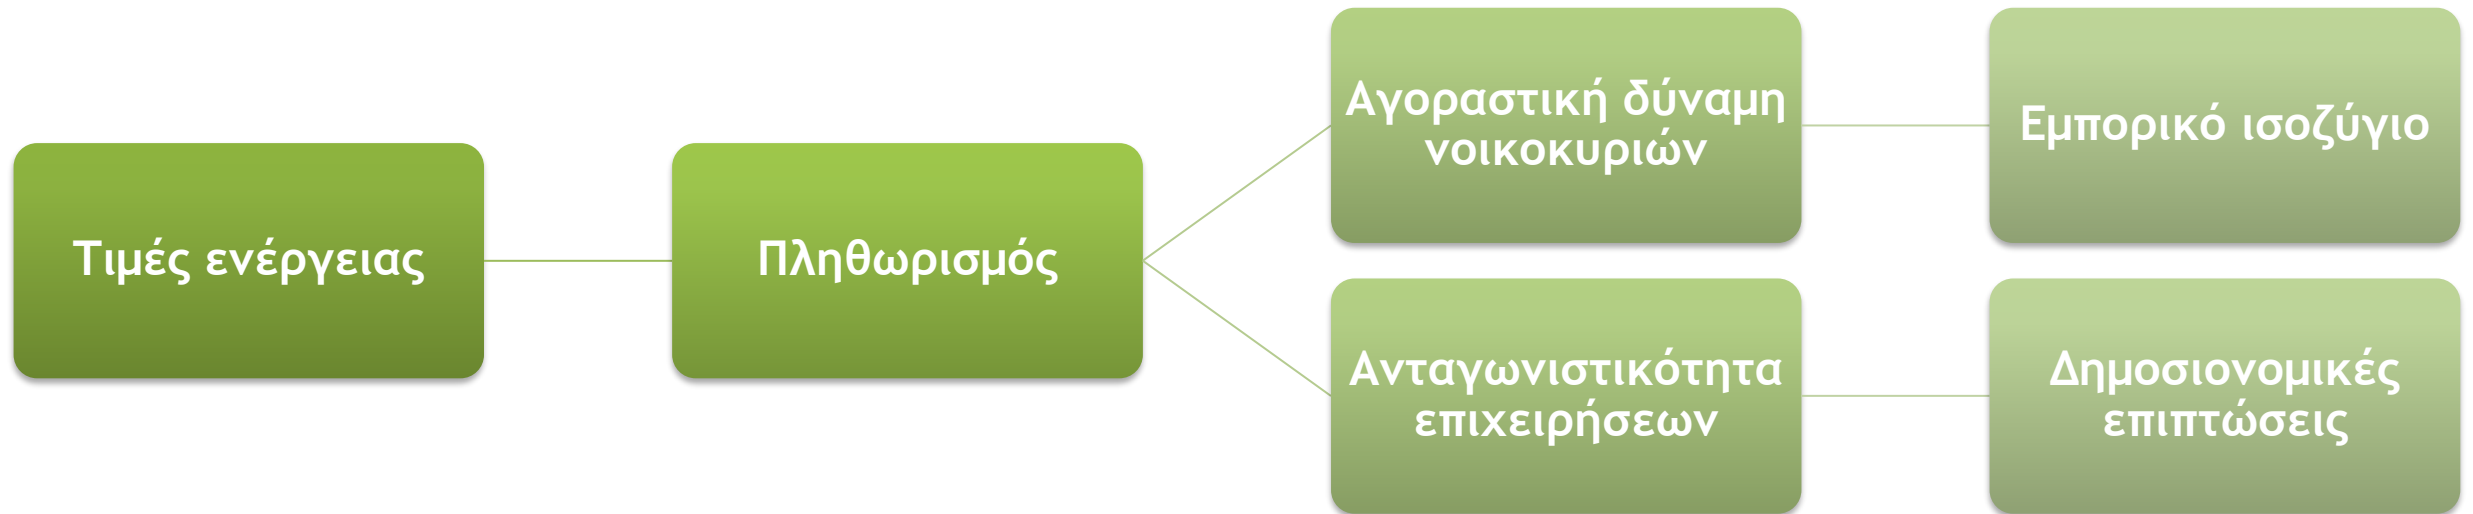 Τιμές ενέργειας
Πληθωρισμός
Αγοραστική δύναμη
νοικοκυριών
Εμπορικό ισοζύγιο
Ανταγωνιστικότητα
επιχειρήσεων
Δημοσιονομικές
επιπτώσεις